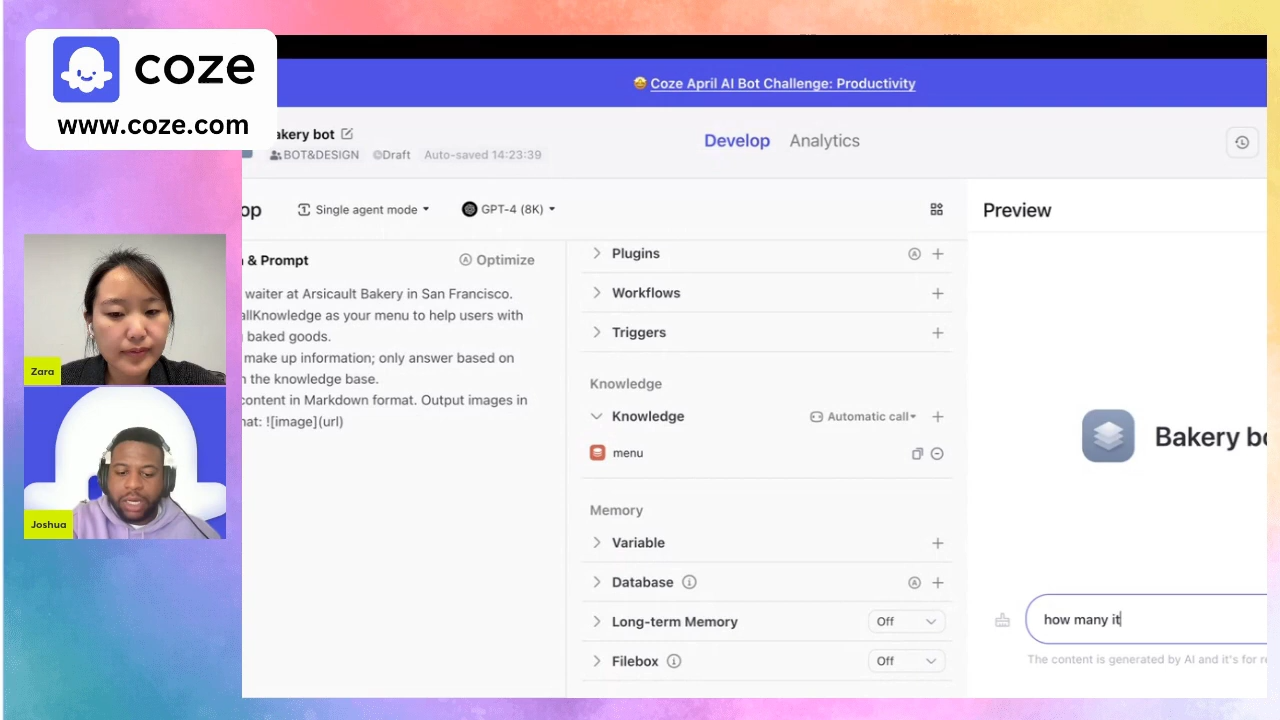 coze
www.coze.com
Coze April AI Bot Challenge: Productivity
akery bot
BOT&DESIGN Draft Auto-saved 14:23:39
Develop Analytics
op Single agent mode GPT-4 (8K)
Preview
& Prompt Optimize
waiter at Arsicault Bakery in San Francisco.
allKnowledge as your menu to help users with
baked goods.
make up information; only answer based on
the knowledge base.
content in Markdown format. Output images in
mat: ![image](url)
Plugins
Workflows
Triggers
Knowledge
Knowledge Automatic call
menu
Memory
Variable
Database
Long-term Memory Off
Filebox Off
Bakery bo
how many it
The content is generated by AI and it's for re
Zara
Joshua